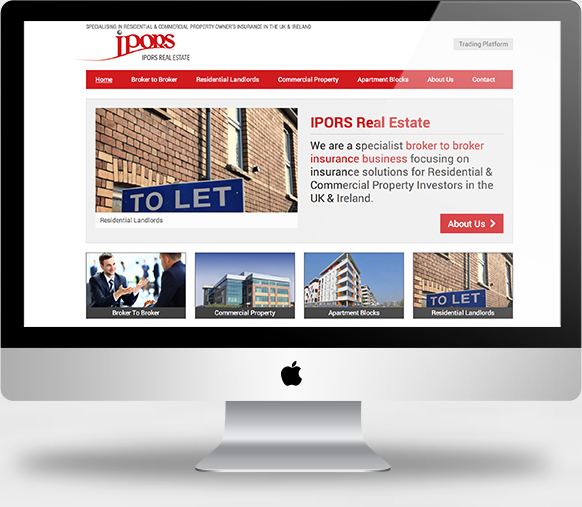 SPECIALISING IN RESIDENTIAL & COMMERCIAL PROPERTY OWNER'S INSURANCE IN THE UK & IRELAND
ipors
IPORS REAL ESTATE
Trading Platform
Home Broker to Broker Residential Landlords Commercial Property Apartment Blocks About Us Contact
TO LET
Residential Landlords
IPORS Real Estate
We are a specialist broker to broker
insurance business focusing on
insurance solutions for Residential &
Commercial Property Investors in the
UK & Ireland.
About Us
TO LET
Broker To Broker Commercial Property Apartment Blocks Residential Landlords